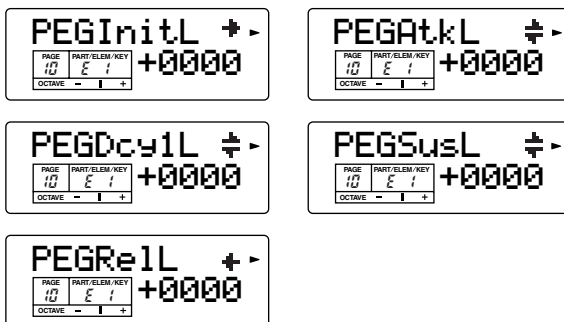 PEGInitL
PAGE PART/ELEM/KEY
10 E 1 +0000
OCTAVE – +
PEGAtkL
PAGE PART/ELEM/KEY
10 E 1 +0000
OCTAVE – +
PEGDcy1L
PAGE PART/ELEM/KEY
10 E 1 +0000
OCTAVE – +
PEGSusL
PAGE PART/ELEM/KEY
10 E 1 +0000
OCTAVE – +
PEGRelL
PAGE PART/ELEM/KEY
10 E 1 +0000
OCTAVE – +